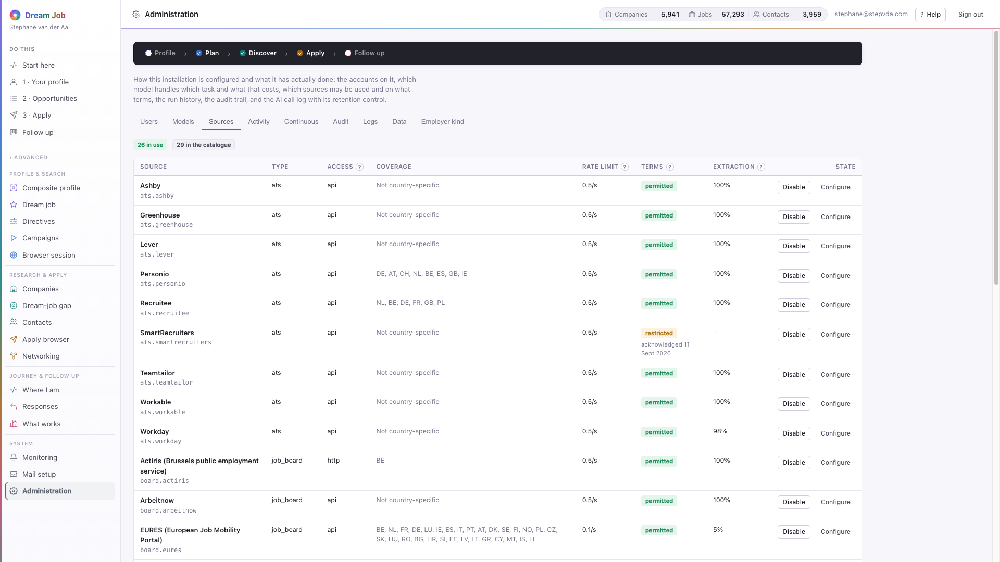 Dream Job
Stephane van der Aa
DO THIS
Start here
1 · Your profile
2 · Opportunities
3 · Apply
Follow up
ADVANCED
PROFILE & SEARCH
Composite profile
Dream job
Directives
Campaigns
Browser session
RESEARCH & APPLY
Companies
Dream-job gap
Contacts
Apply browser
Networking
JOURNEY & FOLLOW UP
Where I am
Responses
What works
SYSTEM
Monitoring
Mail setup
Administration
Administration
Companies 5,941 Jobs 57,293 Contacts 3,959 stephane@stepvda.com ? Help Sign out
Profile › Plan › Discover › Apply › Follow up
How this installation is configured and what it has actually done: the accounts on it, which
model handles which task and what that costs, which sources may be used and on what
terms, the run history, the audit trail, and the AI call log with its retention control.
Users Models Sources Activity Continuous Audit Logs Data Employer kind
26 in use 29 in the catalogue
SOURCE TYPE ACCESS ? COVERAGE RATE LIMIT ? TERMS ? EXTRACTION ? STATE
Ashby ats api Not country-specific 0.5/s permitted 100% Disable Configure
ats.ashby
Greenhouse ats api Not country-specific 0.5/s permitted 100% Disable Configure
ats.greenhouse
Lever ats api Not country-specific 0.5/s permitted 100% Disable Configure
ats.lever
Personio ats api DE, AT, CH, NL, BE, ES, GB, IE 0.5/s permitted 100% Disable Configure
ats.personio
Recruitee ats api NL, BE, DE, FR, GB, PL 0.5/s permitted 100% Disable Configure
ats.recruitee
SmartRecruiters ats api Not country-specific 0.5/s restricted – Disable Configure
ats.smartrecruiters acknowledged 11
Sept 2026
Teamtailor ats api Not country-specific 0.5/s permitted 100% Disable Configure
ats.teamtailor
Workable ats api Not country-specific 0.5/s permitted 100% Disable Configure
ats.workable
Workday ats api Not country-specific 0.5/s permitted 98% Disable Configure
ats.workday
Actiris (Brussels public employment job_board http BE 0.5/s permitted 100% Disable Configure
service)
board.actiris
Arbeitnow job_board api Not country-specific 0.5/s permitted 100% Disable Configure
board.arbeitnow
EURES (European Job Mobility job_board api BE, NL, FR, DE, LU, IE, ES, IT, PT, AT, DK, SE, FI, NO, PL, CZ, 0.1/s permitted 5% Disable Configure
Portal) SK, HU, RO, BG, HR, SI, EE, LV, LT, GR, CY, MT, IS, LI
board.eures